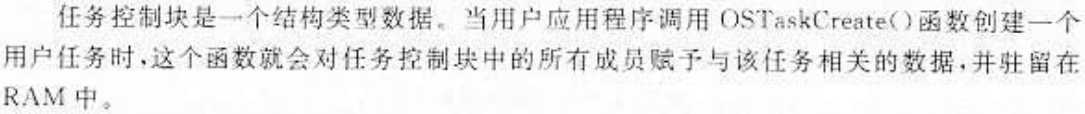 任务控制块是一个结构类型数据。当用户应用程序调用 OSTaskCreate()函数创建一个
用户任务时,这个函数就会对任务控制块中的所有成员赋予与该任务相关的数据,并驻留在
RAM 中。